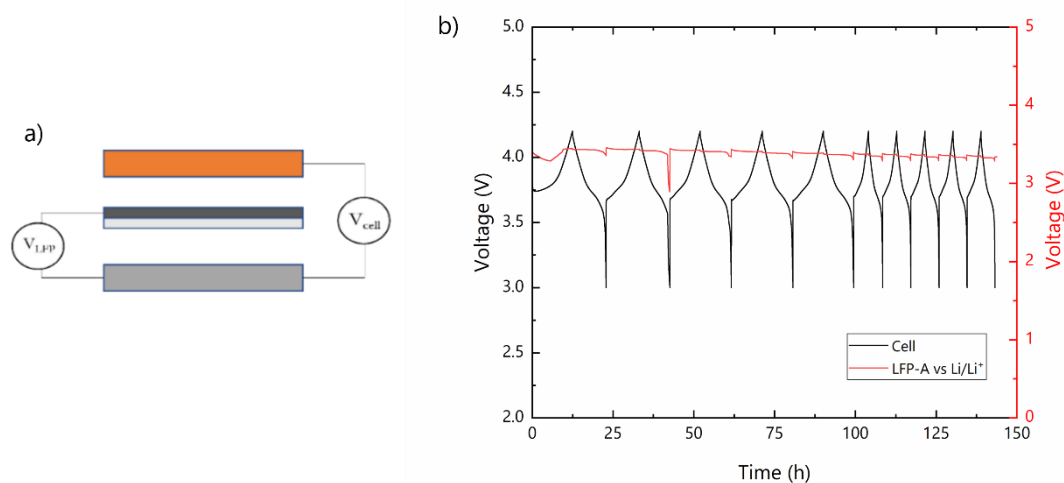 a)
V_LFP
V_cell
b)
Voltage (V)
5.0
4.5
4.0
3.5
3.0
2.5
2.0
0 25 50 75 100 125 150
Time (h)
5
4
3
2
1
0
Voltage (V)
Cell
LFP-A vs Li/Li⁺